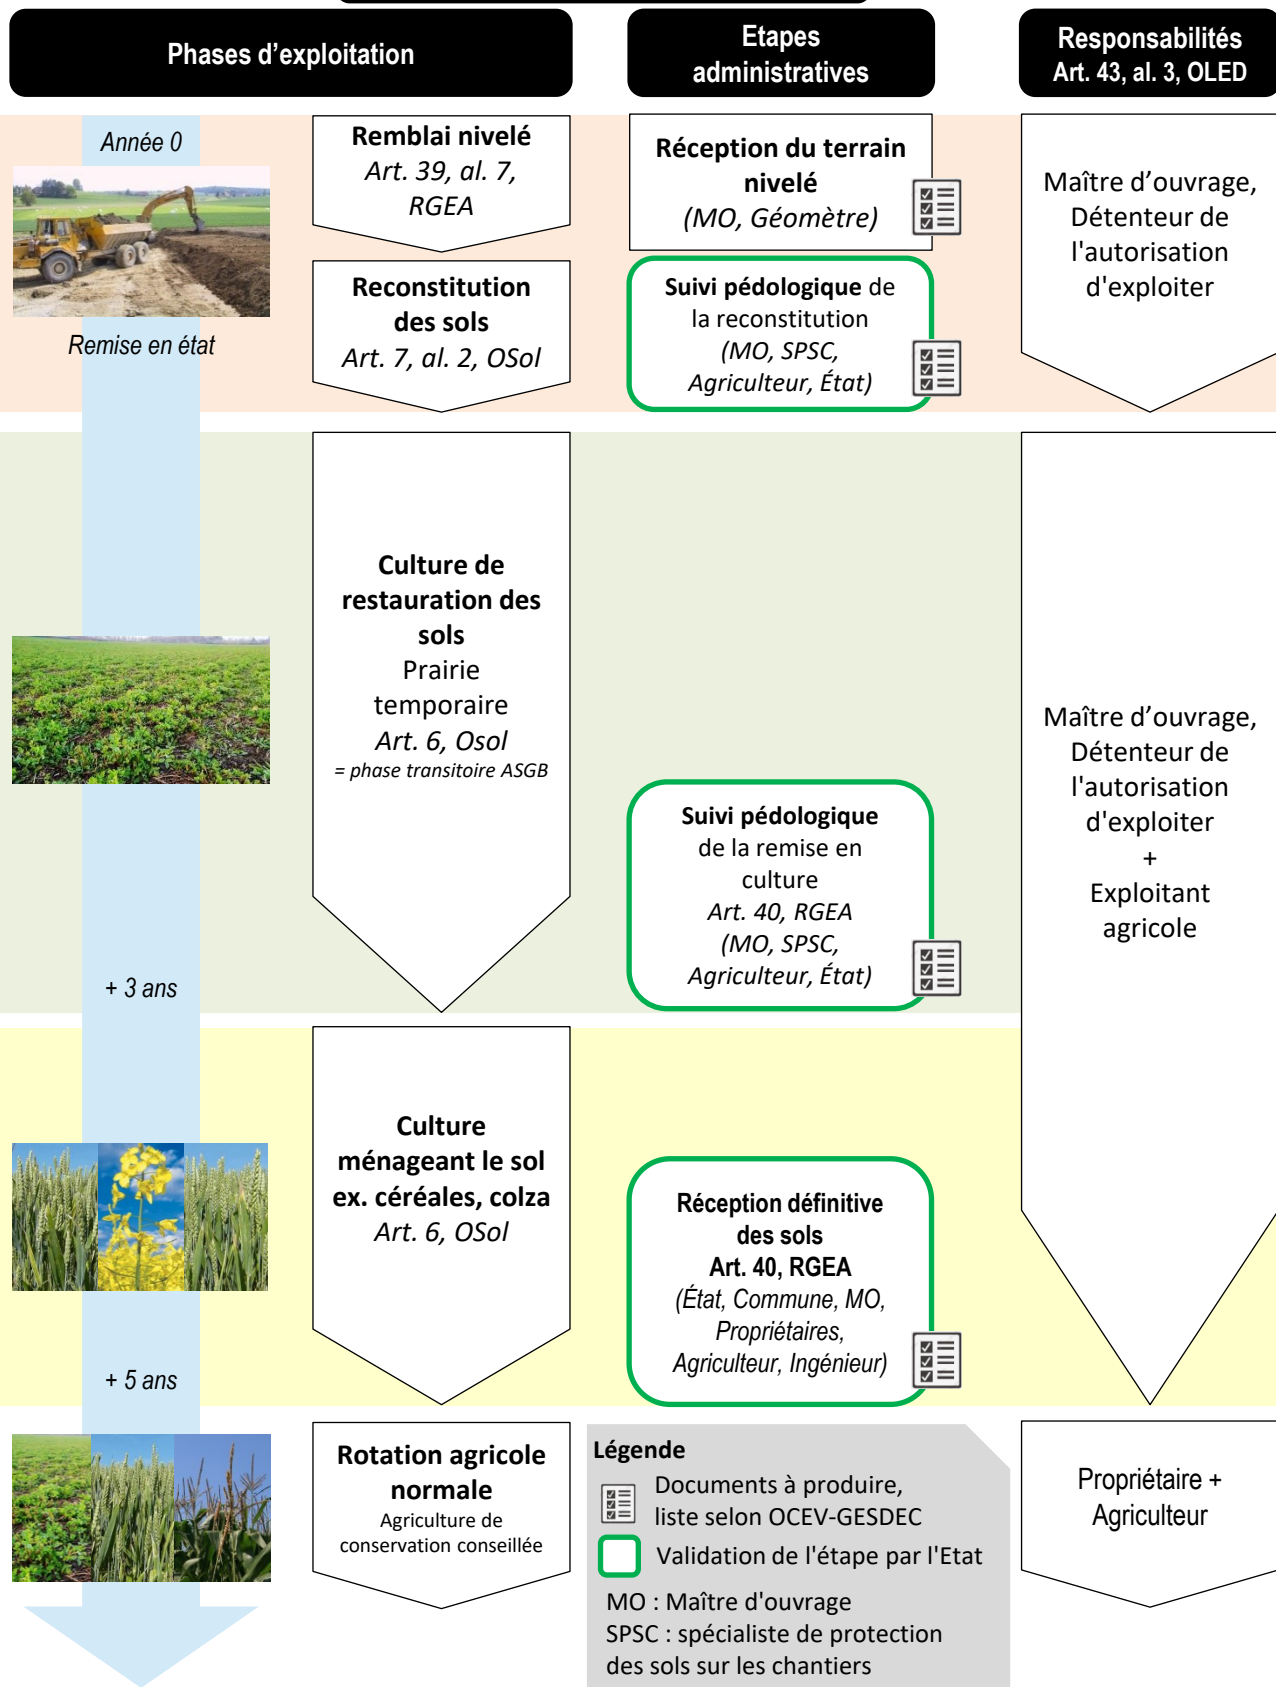 Phases d’exploitation
Etapes
administratives
Responsabilités
Art. 43, al. 3, OLED
Année 0
Remise en état
Remblai nivelé
Art. 39, al. 7,
RGEA
Réception du terrain
nivelé
(MO, Géomètre)
Maître d’ouvrage,
Détenteur de
l'autorisation
d'exploiter
Reconstitution
des sols
Art. 7, al. 2, OSol
Suivi pédologique de
la reconstitution
(MO, SPSC,
Agriculteur, État)
Culture de
restauration des
sols
Prairie
temporaire
Art. 6, Osol
= phase transitoire ASGB
Suivi pédologique
de la remise en
culture
Art. 40, RGEA
(MO, SPSC,
Agriculteur, État)
Maître d’ouvrage,
Détenteur de
l'autorisation
d'exploiter
+
Exploitant
agricole
+ 3 ans
Culture
ménageant le sol
ex. céréales, colza
Art. 6, OSol
Réception définitive
des sols
Art. 40, RGEA
(État, Commune, MO,
Propriétaires,
Agriculteur, Ingénieur)
+ 5 ans
Rotation agricole
normale
Agriculture de
conservation conseillée
Légende
Documents à produire,
liste selon OCEV-GESDEC
Validation de l'étape par l'Etat
MO : Maître d'ouvrage
SPSC : spécialiste de protection
des sols sur les chantiers
Propriétaire +
Agriculteur